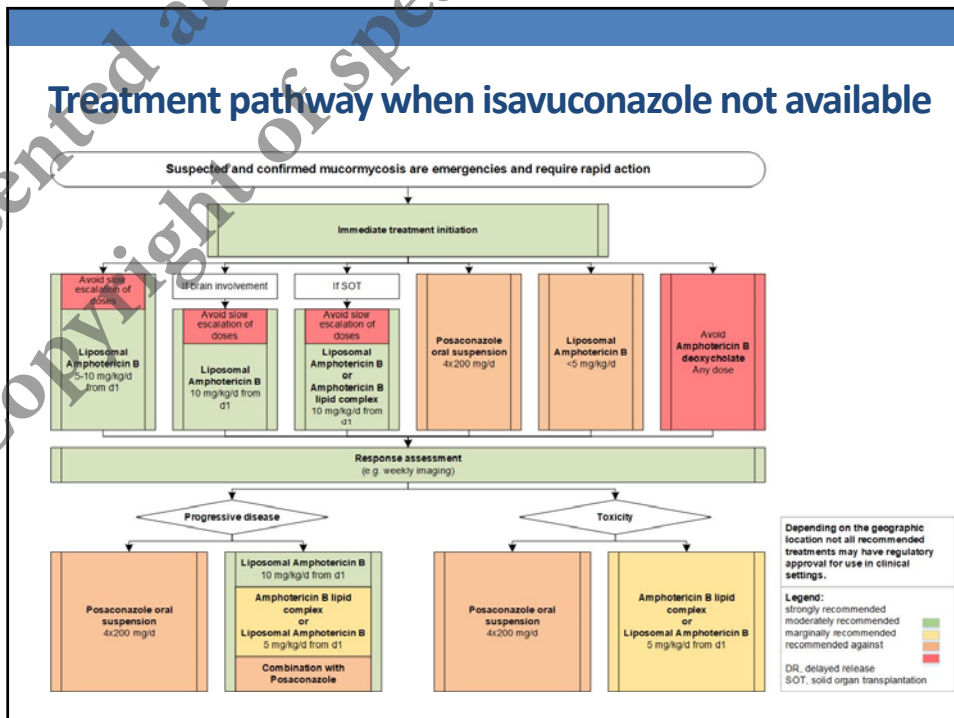 Treatment pathway when isavuconazole not available
Suspected and confirmed mucormycosis are emergencies and require rapid action
Immediate treatment initiation
Avoid slow
escalation of
doses
Liposomal
Amphotericin B
5-10 mg/kg/d
from d1
If brain involvement
Avoid slow
escalation of
doses
Liposomal
Amphotericin B
10 mg/kg/d from
d1
If SOT
Avoid slow
escalation of
doses
Liposomal
Amphotericin B
or
Amphotericin B
lipid complex
10 mg/kg/d from
d1
Posaconazole
oral suspension
4x200 mg/d
Liposomal
Amphotericin B
<5 mg/kg/d
Avoid
Amphotericin B
deoxycholate
Any dose
Response assessment
(e.g. weekly imaging)
Progressive disease
Toxicity
Posaconazole oral
suspension
4x200 mg/d
Liposomal Amphotericin B
10 mg/kg/d from d1
Amphotericin B lipid
complex
or
Liposomal Amphotericin B
5 mg/kg/d from d1
Combination with
Posaconazole
Posaconazole oral
suspension
4x200 mg/d
Amphotericin B lipid
complex
or
Liposomal Amphotericin B
5 mg/kg/d from d1
Depending on the geographic
location not all recommended
treatments may have regulatory
approval for use in clinical
settings.
Legend:
strongly recommended
moderately recommended
marginally recommended
recommended against
DR, delayed release
SOT, solid organ transplantation
Copyright of